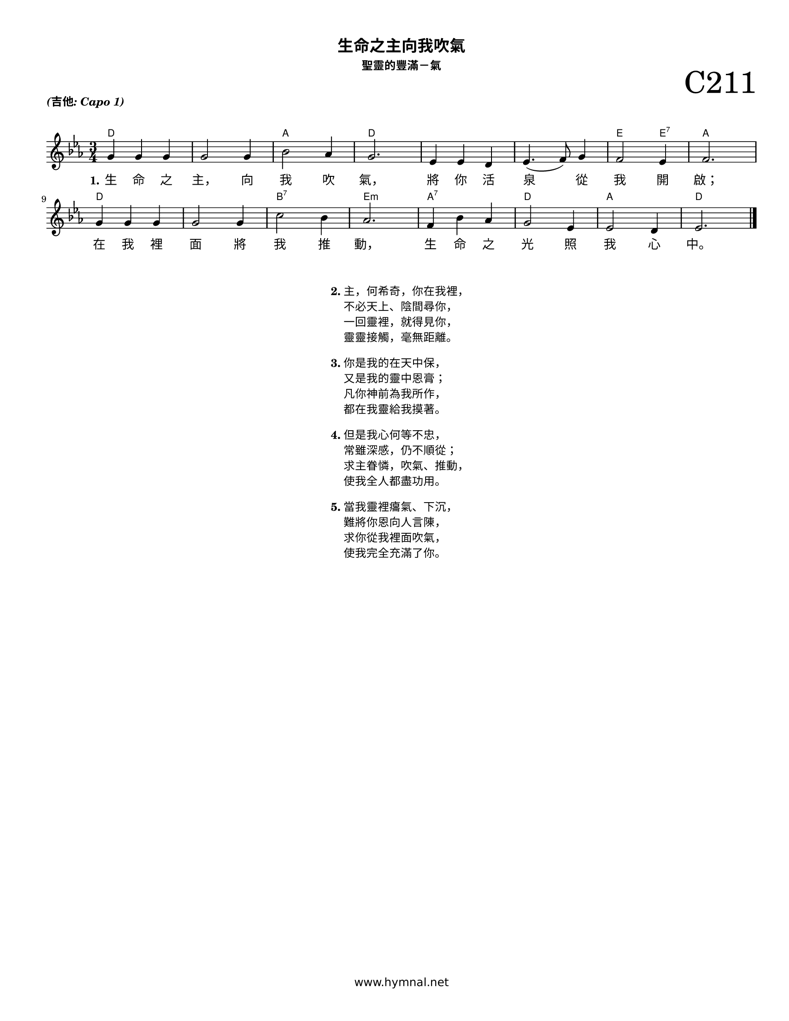 生命之主向我吹氣
聖靈的豐滿－氣
C211
(吉他: Capo 1)
D A D E E7 A
3 4
1. 生 命 之 主， 向 我 吹 氣， 將 你 活 泉 從 我 開 啟；
9
D B7 Em A7 D A D
在 我 裡 面 將 我 推 動， 生 命 之 光 照 我 心 中。
2. 主，何希奇，你在我裡，
不必天上、陰間尋你，
一回靈裡，就得見你，
靈靈接觸，毫無距離。
3. 你是我的在天中保，
又是我的靈中恩膏；
凡你神前為我所作，
都在我靈給我摸著。
4. 但是我心何等不忠，
常雖深感，仍不順從；
求主眷憐，吹氣、推動，
使我全人都盡功用。
5. 當我靈裡癟氣、下沉，
難將你恩向人言陳，
求你從我裡面吹氣，
使我完全充滿了你。
www.hymnal.net